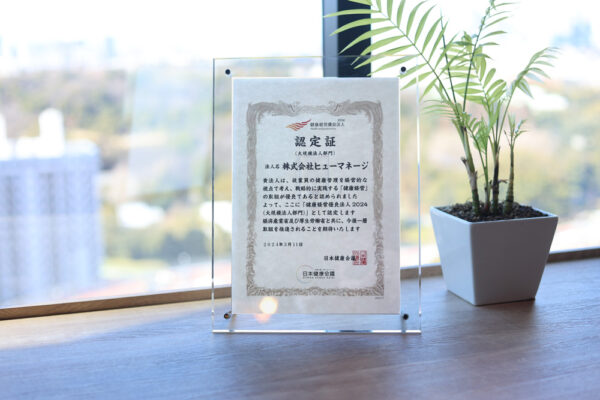 健康経営優良法人
認定証
(大規模法人部門)
法人名 株式会社ヒューマネージ
貴法人は、従業員の健康管理を経営的な
視点で考え、戦略的に実践する「健康経営」
の取組が優良であると認められました
よって、ここに「健康経営優良法人2024
(大規模法人部門)」として認定します
経済産業省及び厚生労働省と共に、今後一層
取組を推進されることを期待いたします
2024年3月11日
日本健康会議
日本健康会議